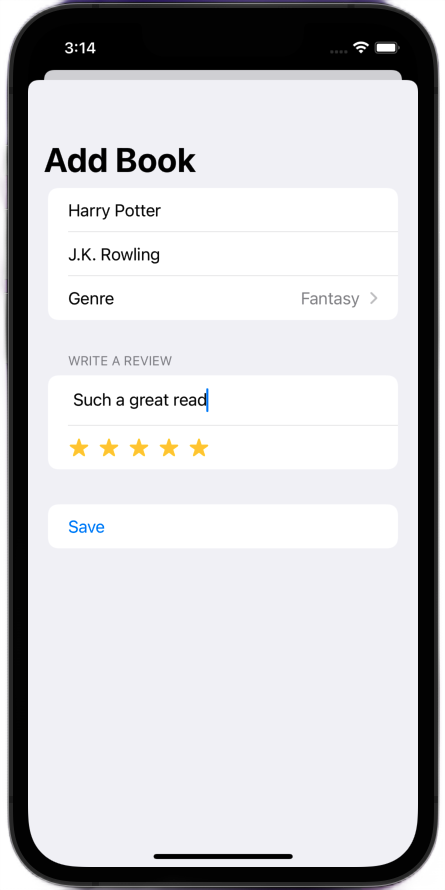 3:14
Add Book
Harry Potter
J.K. Rowling
Genre Fantasy
WRITE A REVIEW
Such a great read
Save